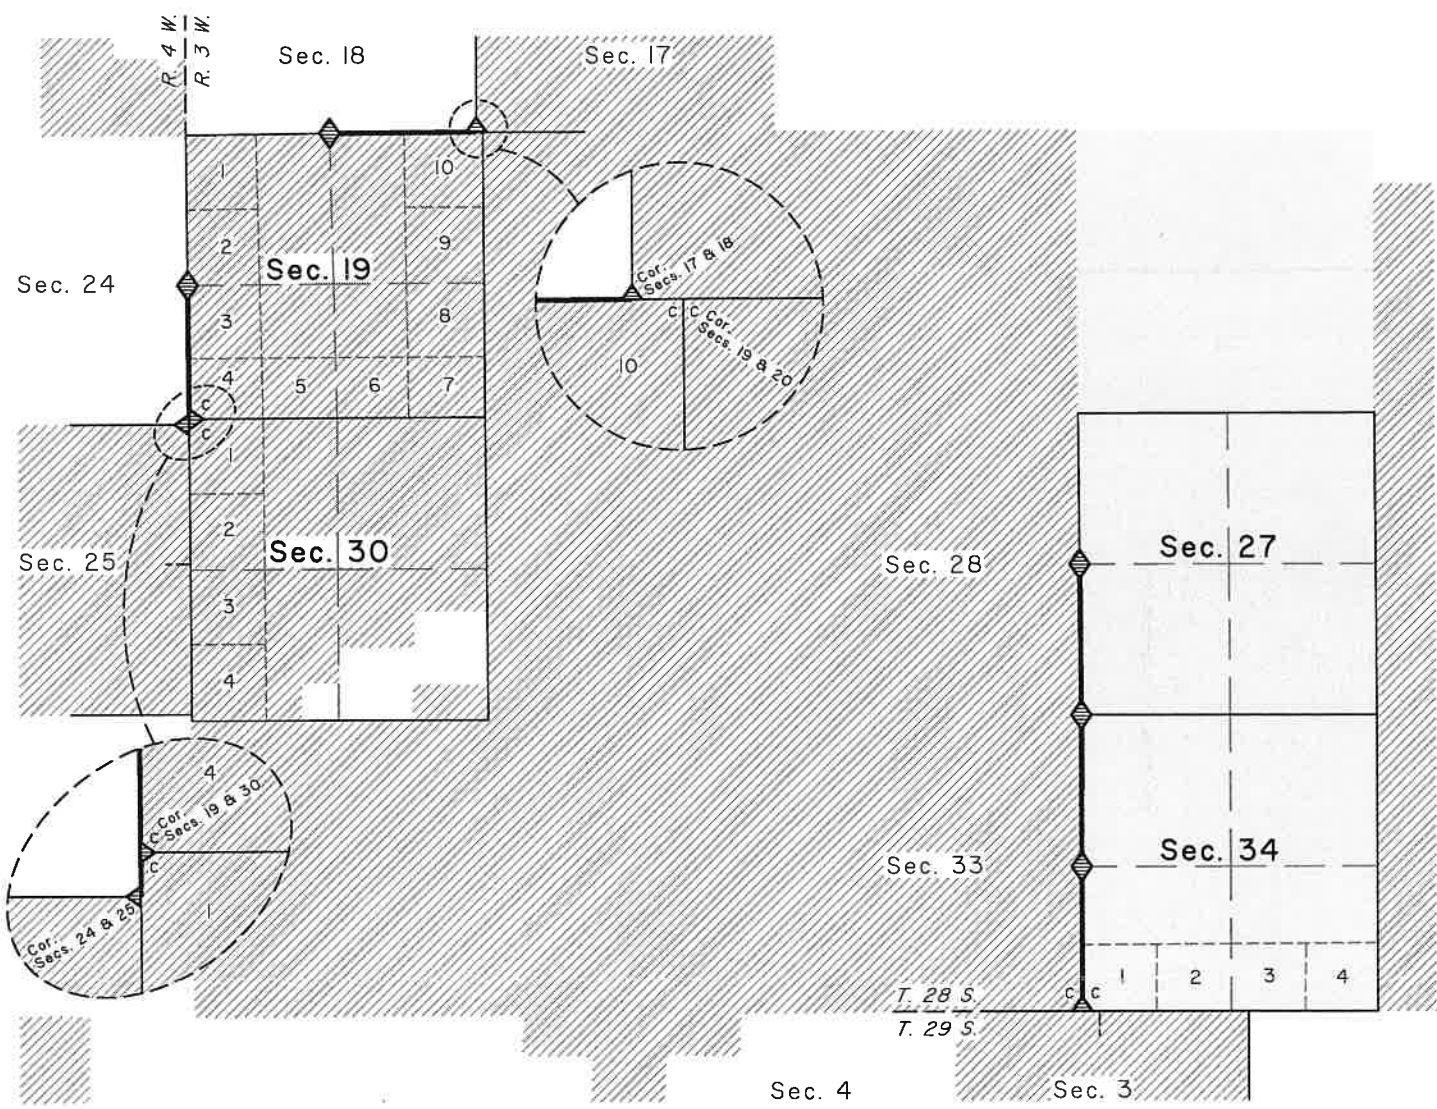 R. 4 W.
R. 3 W.
Sec. 18
Sec. 17
1
10
2
9
Sec. 19
Sec. 24
3
8
4
5
6
7
C
C
Cor.
Secs. 17 & 18
C
C
Cor.
Secs. 19 & 20
10
1
2
Sec. 30
Sec. 25
3
4
Sec. 28
Sec. 27
4
Cor.
Secs. 19 & 30
C
C
1
Cor.
Secs. 24 & 25
Sec. 33
Sec. 34
1
2
3
4
C
C
T. 28 S.
T. 29 S.
Sec. 4
Sec. 3